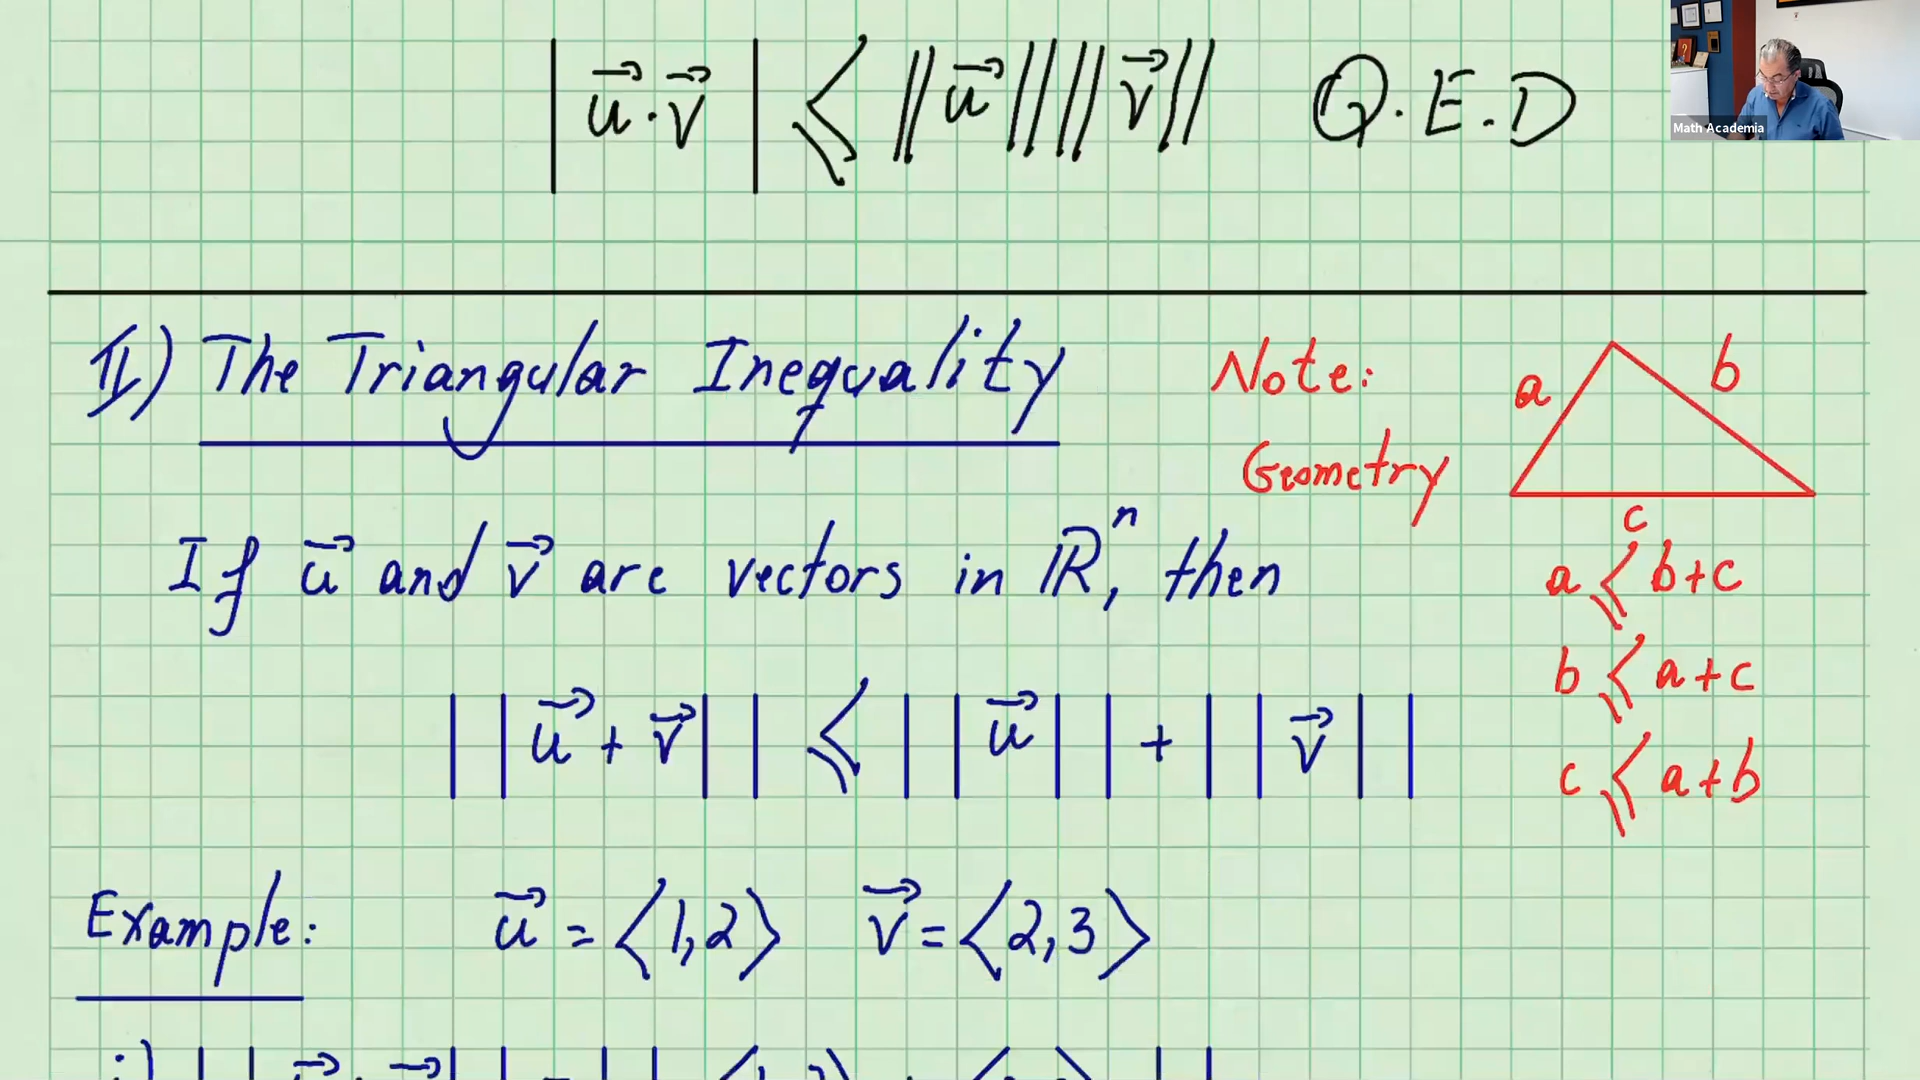 |u⃗·v⃗| ⩽ ||u⃗|| ||v⃗|| Q.E.D
Math Academia
II) The Triangular Inequality
Note:
Geometry
a
b
c
If u⃗ and v⃗ are vectors in ℝⁿ, then
||u⃗ + v⃗|| ⩽ ||u⃗|| + ||v⃗||
a ⩽ b+c
b ⩽ a+c
c ⩽ a+b
Example: u⃗ = ⟨1,2⟩ v⃗ = ⟨2,3⟩